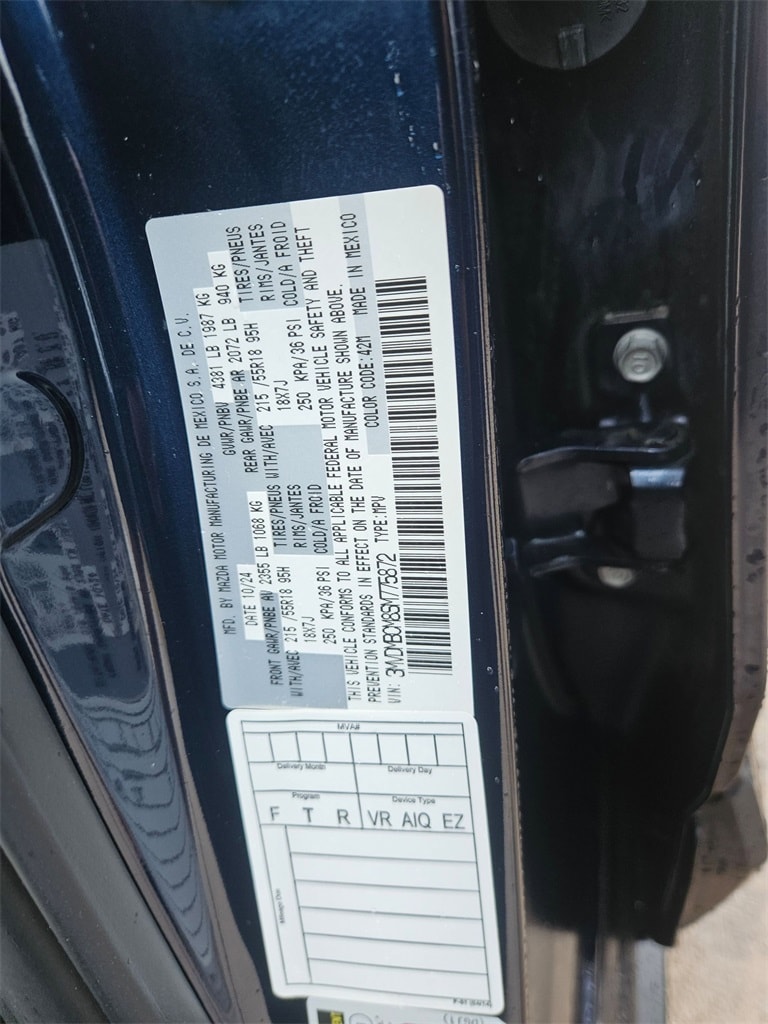 MFD. BY MAZDA MOTOR MANUFACTURING DE MEXICO S.A. DE C.V.
DATE 10/24 GVWR/PNBV 4381 LB 1987 KG
FRONT GAWR/PNBE AV 2355 LB 1068 KG REAR GAWR/PNBE AR 2072 LB 940 KG
WITH/AVEC 215 /55R18 95H TIRES/PNEUS WITH/AVEC 215 /55R18 95H TIRES/PNEUS
18X7J RIMS/JANTES 18X7J RIMS/JANTES
250 KPA/36 PSI COLD/A FROID 250 KPA/36 PSI COLD/A FROID
THIS VEHICLE CONFORMS TO ALL APPLICABLE FEDERAL MOTOR VEHICLE SAFETY AND THEFT
PREVENTION STANDARDS IN EFFECT ON THE DATE OF MANUFACTURE SHOWN ABOVE.
TYPE:MPV COLOR CODE:42M MADE IN MEXICO
VIN:
MVA#
Delivery Month Delivery Day
Program Device Type
F T R VR AIQ EZ
Mileage Due: